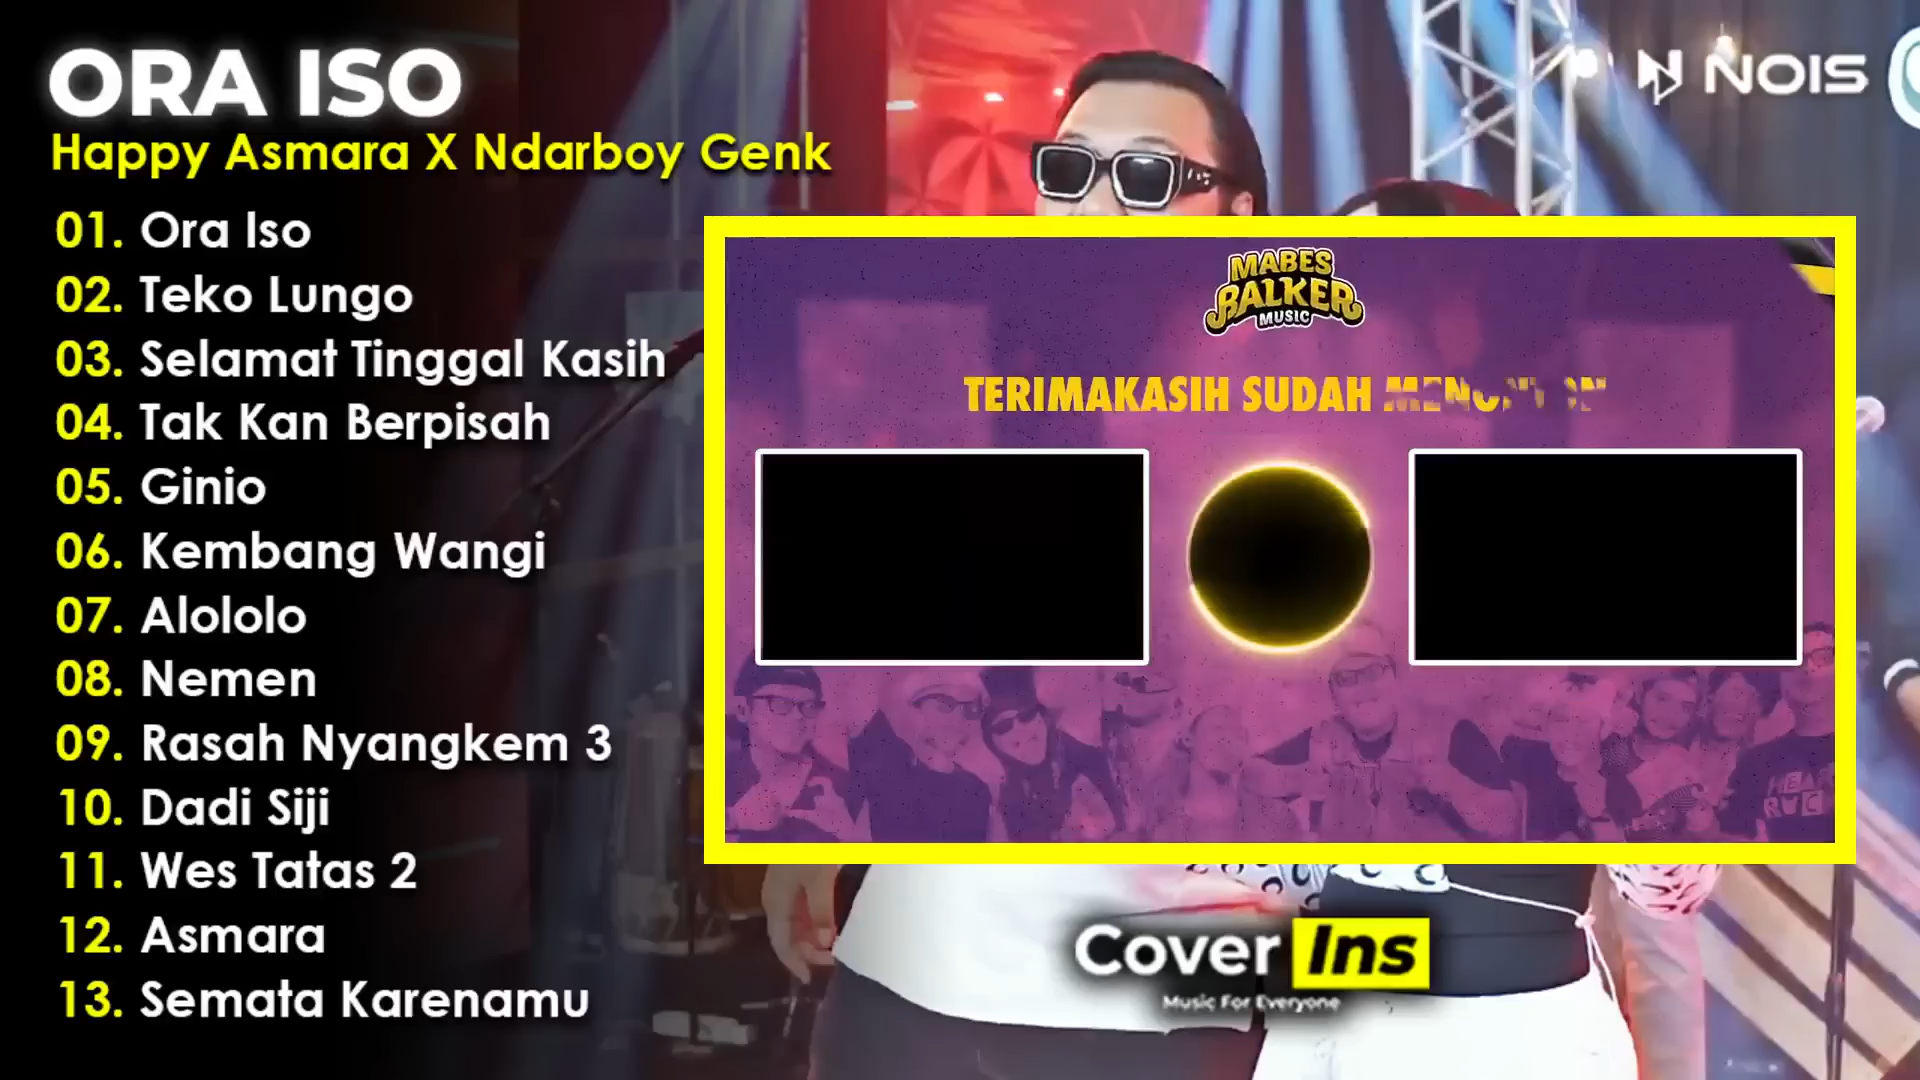 ORA ISO
Happy Asmara X Ndarboy Genk
01. Ora Iso
02. Teko Lungo
03. Selamat Tinggal Kasih
04. Tak Kan Berpisah
05. Ginio
06. Kembang Wangi
07. Alololo
08. Nemen
09. Rasah Nyangkem 3
10. Dadi Siji
11. Wes Tatas 2
12. Asmara
13. Semata Karenamu
NOIS
MABES
BALKER
MUSIC
TERIMAKASIH SUDAH
Cover Ins
Music For Everyone